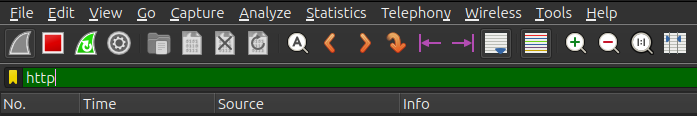 File Edit View Go Capture Analyze Statistics Telephony Wireless Tools Help
http
No. Time Source Info